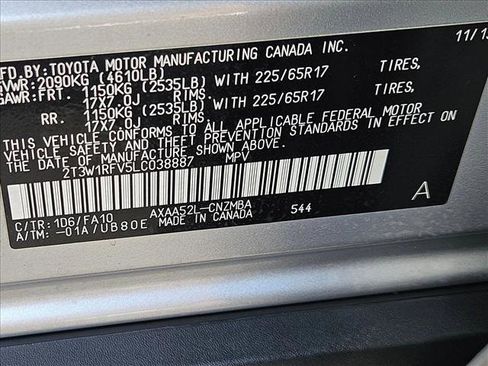 MFD.BY:TOYOTA MOTOR MANUFACTURING CANADA INC. 11/19
GVWR:2090KG (4610LB)
GAWR:FRT. 1150KG (2535LB) WITH 225/65R17 TIRES,
17X7.0J RIMS,
RR. 1150KG (2535LB) WITH 225/65R17 TIRES,
17X7.0J RIMS.
THIS VEHICLE CONFORMS TO ALL APPLICABLE FEDERAL MOTOR
VEHICLE SAFETY AND THEFT PREVENTION STANDARDS IN EFFECT ON
THE DATE OF MANUFACTURE SHOWN ABOVE.
2T3W1RFV5LC038887 MPV
C/TR:1D6/FA10 AXAA52L-CNZMBA 544 A
A/TM:-01A/UB80E MADE IN CANADA